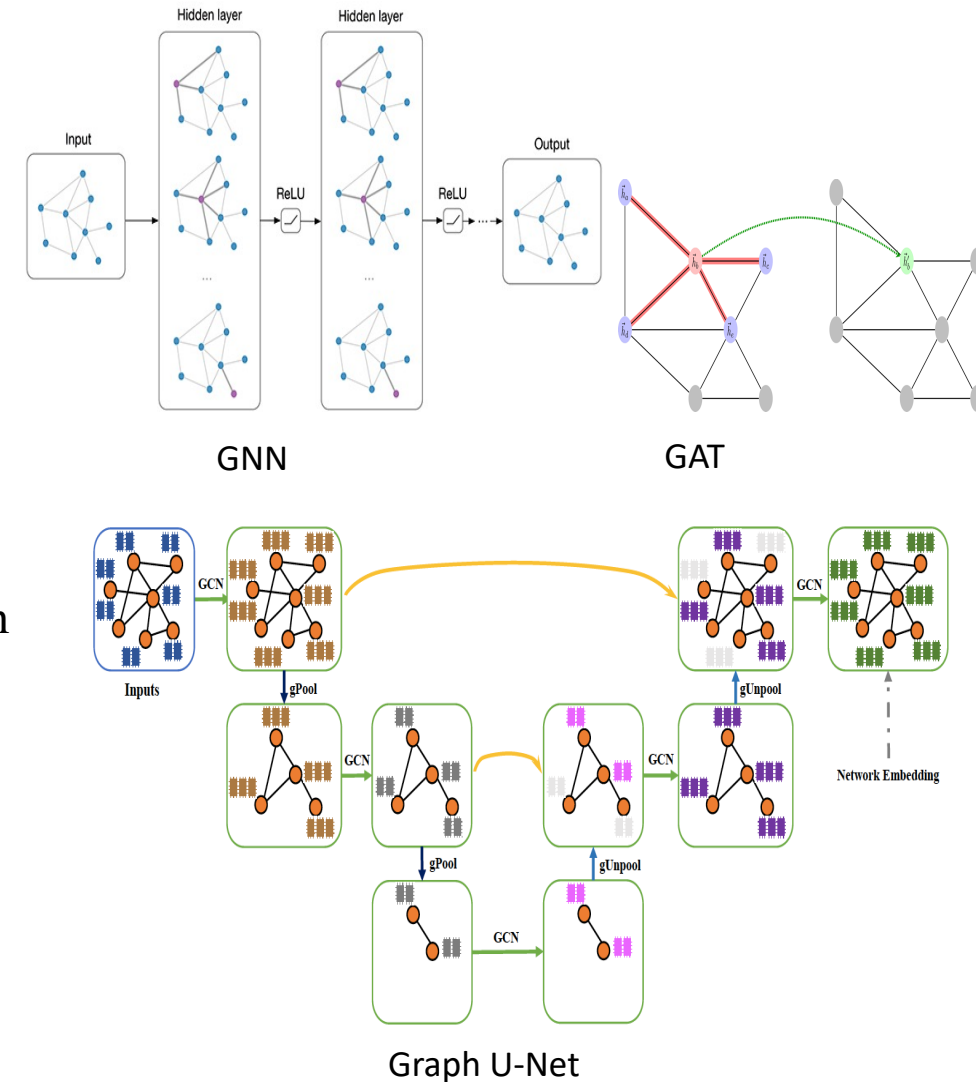 Hidden layer
Hidden layer
Input
Output
ReLU
ReLU
...
...
...
GNN
GAT
n
GCN
GCN
Inputs
gPool
gUnpool
GCN
GCN
Network Embedding
gPool
gUnpool
GCN
Graph U-Net